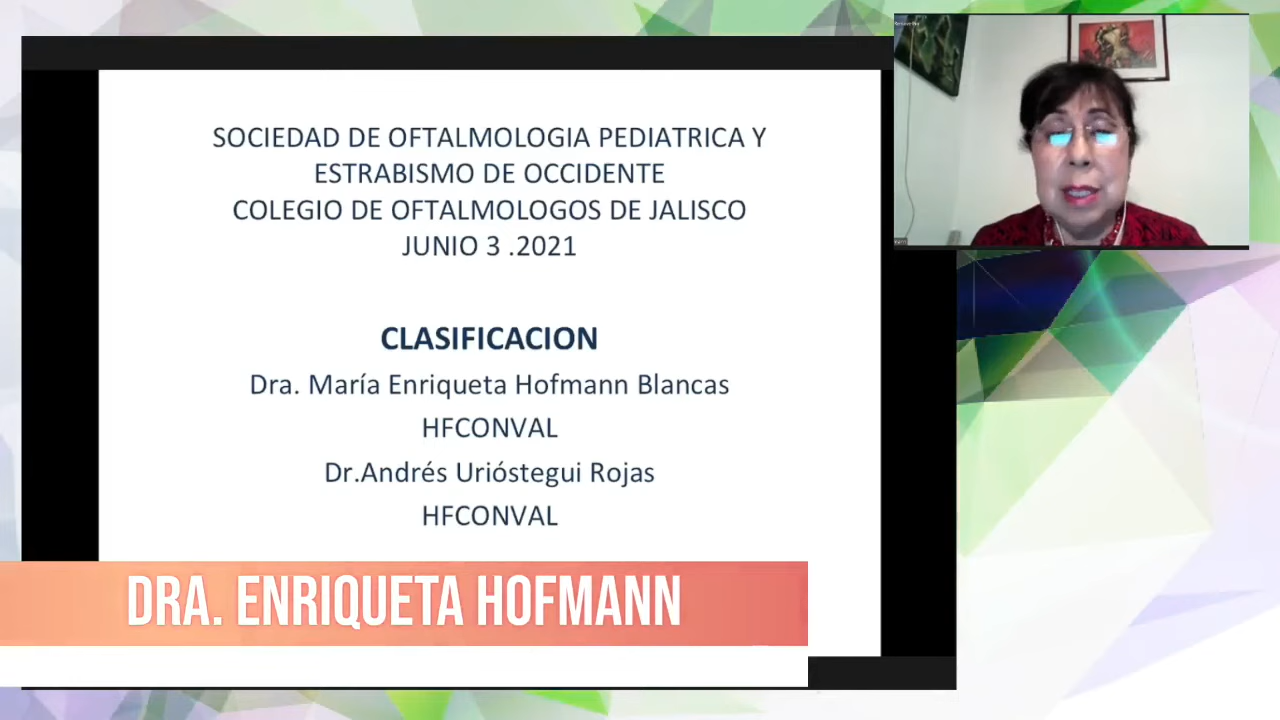 SOCIEDAD DE OFTALMOLOGIA PEDIATRICA Y
ESTRABISMO DE OCCIDENTE
COLEGIO DE OFTALMOLOGOS DE JALISCO
JUNIO 3 .2021
CLASIFICACION
Dra. María Enriqueta Hofmann Blancas
HFCONVAL
Dr.Andrés Urióstegui Rojas
HFCONVAL
DRA. ENRIQUETA HOFMANN